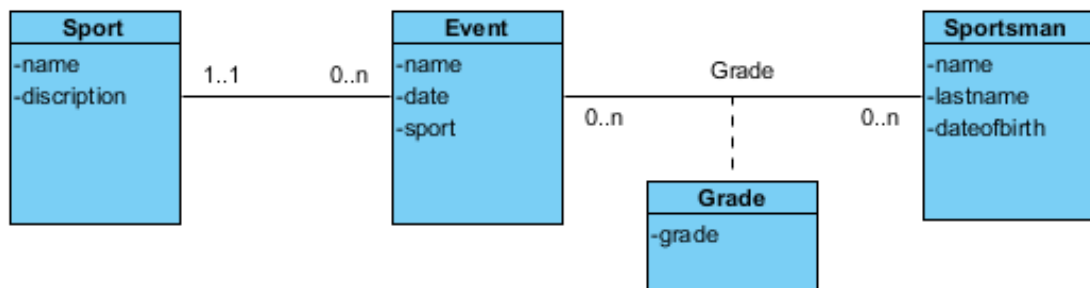 Sport
-name
-discription
1..1
0..n
Event
-name
-date
-sport
Grade
0..n
0..n
Grade
-grade
Sportsman
-name
-lastname
-dateofbirth